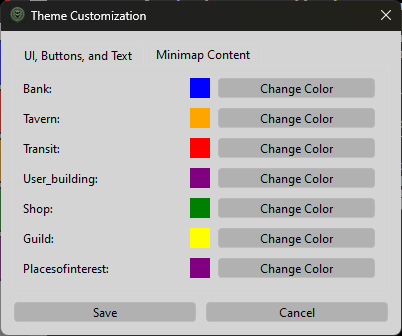 Theme Customization
UI, Buttons, and Text
Minimap Content
Bank: Change Color
Tavern: Change Color
Transit: Change Color
User_building: Change Color
Shop: Change Color
Guild: Change Color
Placesofinterest: Change Color
Save Cancel